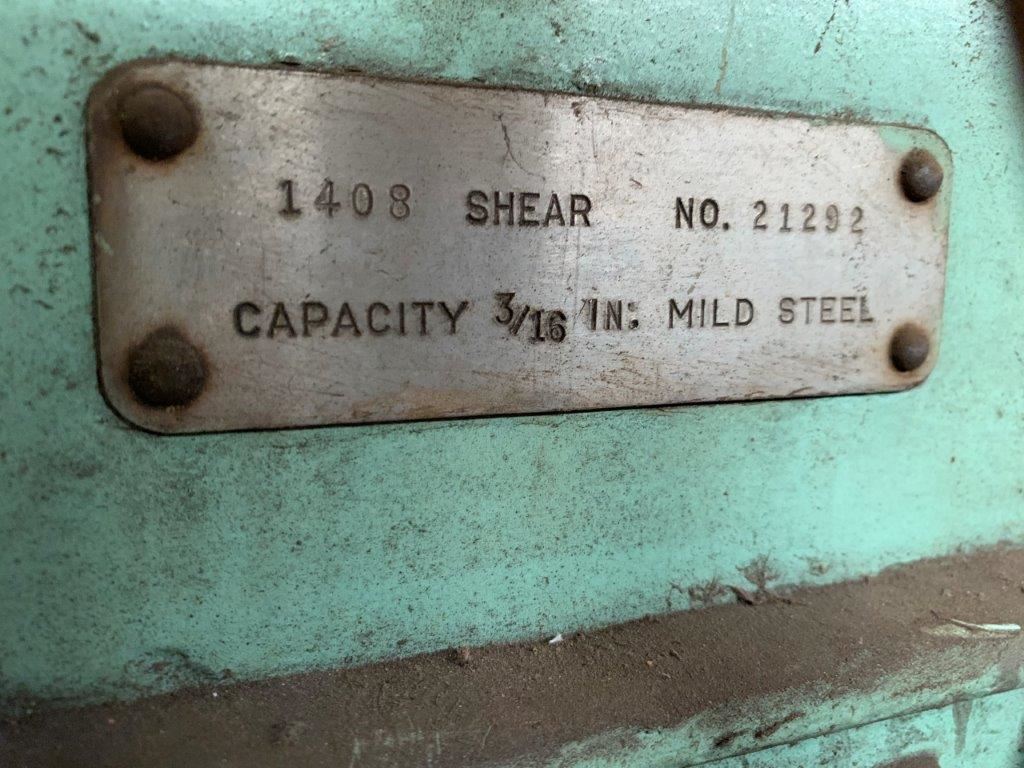 1408 SHEAR NO. 21292
CAPACITY 3/16 IN: MILD STEEL